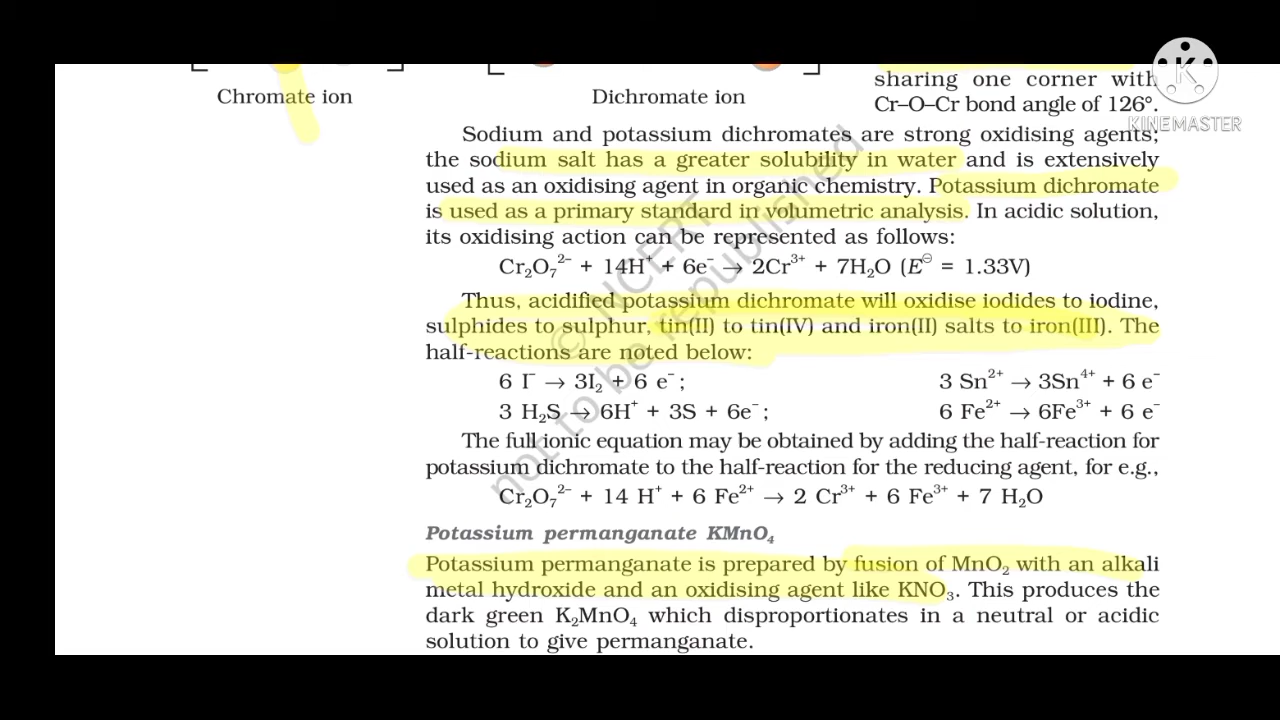 sharing one corner with
Cr–O–Cr bond angle of 126°.
KINEMASTER
Chromate ion
Dichromate ion
Sodium and potassium dichromates are strong oxidising agents;
the sodium salt has a greater solubility in water and is extensively
used as an oxidising agent in organic chemistry. Potassium dichromate
is used as a primary standard in volumetric analysis. In acidic solution,
its oxidising action can be represented as follows:
Cr₂O₇²⁻ + 14H⁺ + 6e⁻ → 2Cr³⁺ + 7H₂O (E⊖ = 1.33V)
Thus, acidified potassium dichromate will oxidise iodides to iodine,
sulphides to sulphur, tin(II) to tin(IV) and iron(II) salts to iron(III). The
half-reactions are noted below:
6 I⁻ → 3I₂ + 6 e⁻ ; 3 Sn²⁺ → 3Sn⁴⁺ + 6 e⁻
3 H₂S → 6H⁺ + 3S + 6e⁻ ; 6 Fe²⁺ → 6Fe³⁺ + 6 e⁻
The full ionic equation may be obtained by adding the half-reaction for
potassium dichromate to the half-reaction for the reducing agent, for e.g.,
Cr₂O₇²⁻ + 14 H⁺ + 6 Fe²⁺ → 2 Cr³⁺ + 6 Fe³⁺ + 7 H₂O
Potassium permanganate KMnO₄
Potassium permanganate is prepared by fusion of MnO₂ with an alkali
metal hydroxide and an oxidising agent like KNO₃. This produces the
dark green K₂MnO₄ which disproportionates in a neutral or acidic
solution to give permanganate.
© NCERT
not to be republished